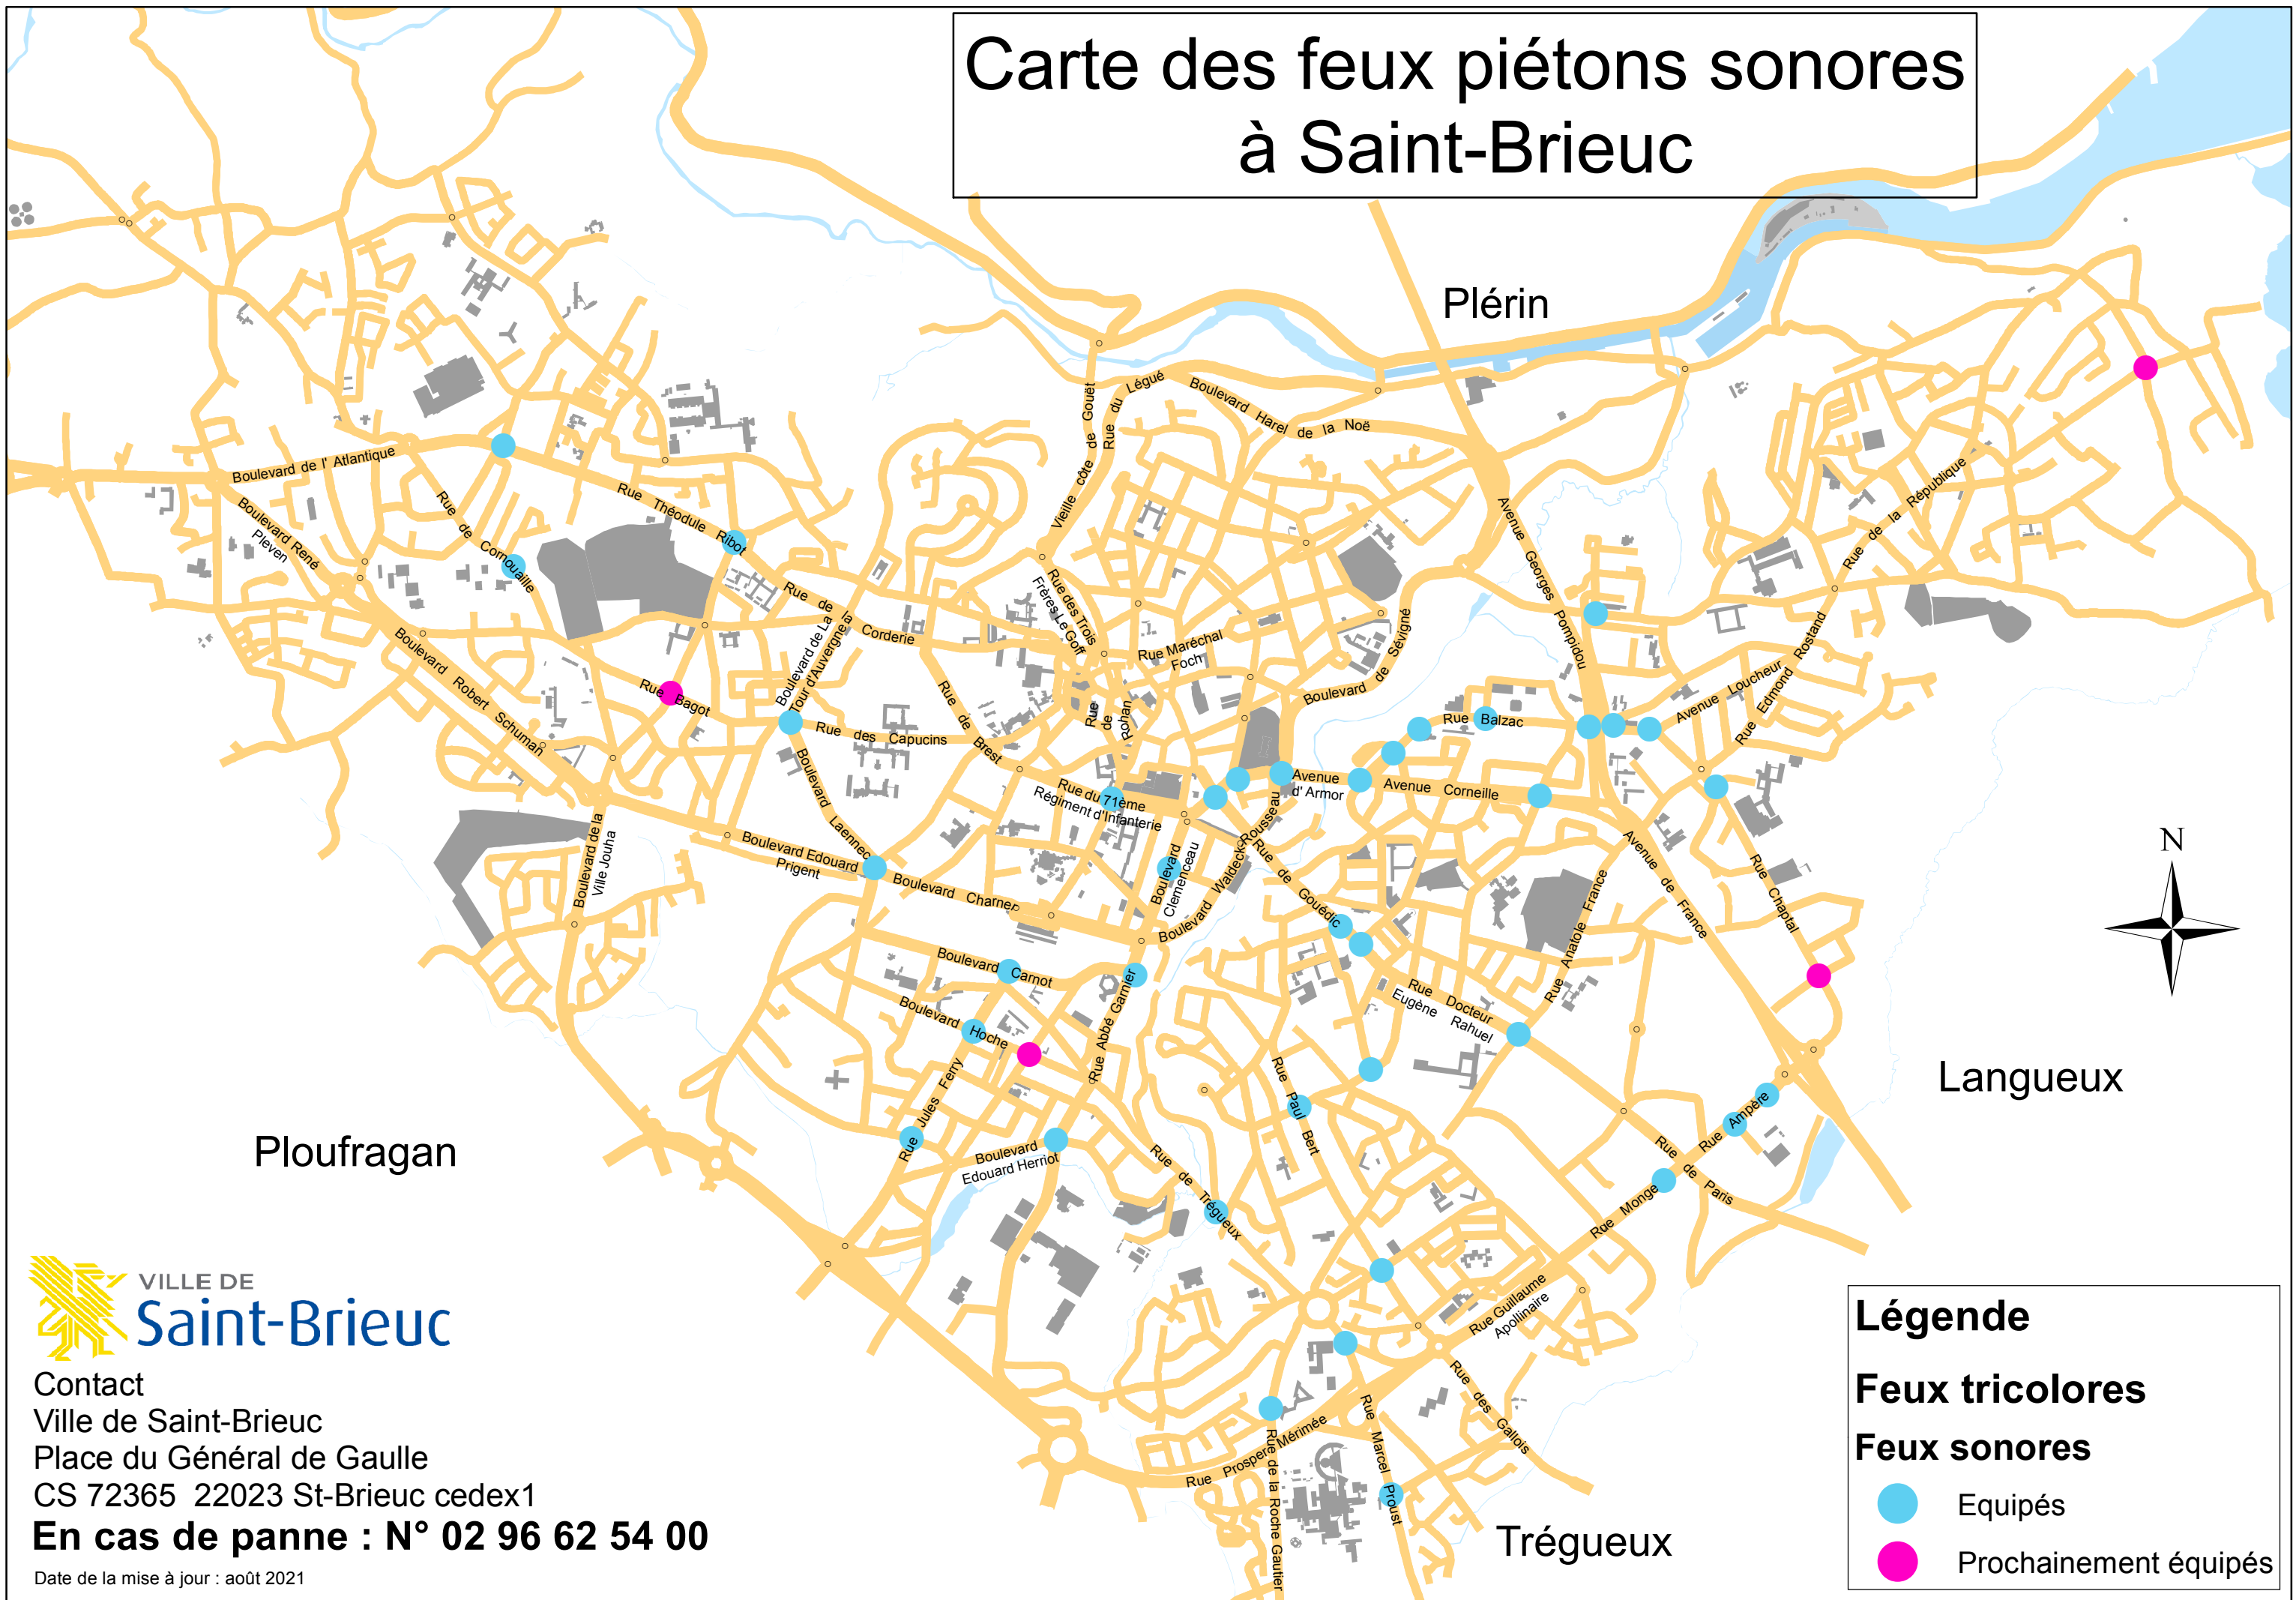 Carte des feux piétons sonores
à Saint-Brieuc
Plérin
Boulevard de l' Atlantique
Rue Théodule Ribot
Rue de Cornouaille
Boulevard René
Pleven
Boulevard Robert Schuman
Rue Bagot
Rue de la Corderie
Boulevard de La
Tour d'Auvergne
Rue des Capucins
Rue de Brest
Boulevard Laennec
Boulevard de la
Ville Jouha
Boulevard Edouard
Prigent
Boulevard Charner
Vieille côte de Gouët
Rue du Légué
Boulevard Harel de la Noë
Rue des Trois
Frères Le Goff
Rue Maréchal
Foch
Rue
de
Rohan
Boulevard de Sévigné
Rue du 71ème
Régiment d'Infanterie
Boulevard
Clemenceau
Boulevard Waldeck-Rousseau
Avenue
d' Armor
Avenue Corneille
Rue Balzac
Avenue Georges Pompidou
Avenue Loucheur
Rue Edmond Rostand
Rue de la République
Rue Chaptal
Avenue de France
Rue Anatole France
Rue de Gouédic
Rue Docteur
Eugène Rahuel
Boulevard Carnot
Boulevard Hoche
Rue Jules Ferry
Rue Abbé Garnier
Boulevard
Edouard Herriot
Rue de Trégueux
Rue Paul Bert
Rue Ampère
Rue de Paris
Rue Monge
Rue Guillaume
Apollinaire
Rue des Gallois
Rue Prosper Mérimée
Rue de la Roche Gautier
Rue Marcel Proust
Langueux
Ploufragan
Trégueux
N
VILLE DE
Saint-Brieuc
Contact
Ville de Saint-Brieuc
Place du Général de Gaulle
CS 72365 22023 St-Brieuc cedex1
En cas de panne : N° 02 96 62 54 00
Date de la mise à jour : août 2021
Légende
Feux tricolores
Feux sonores
Equipés
Prochainement équipés